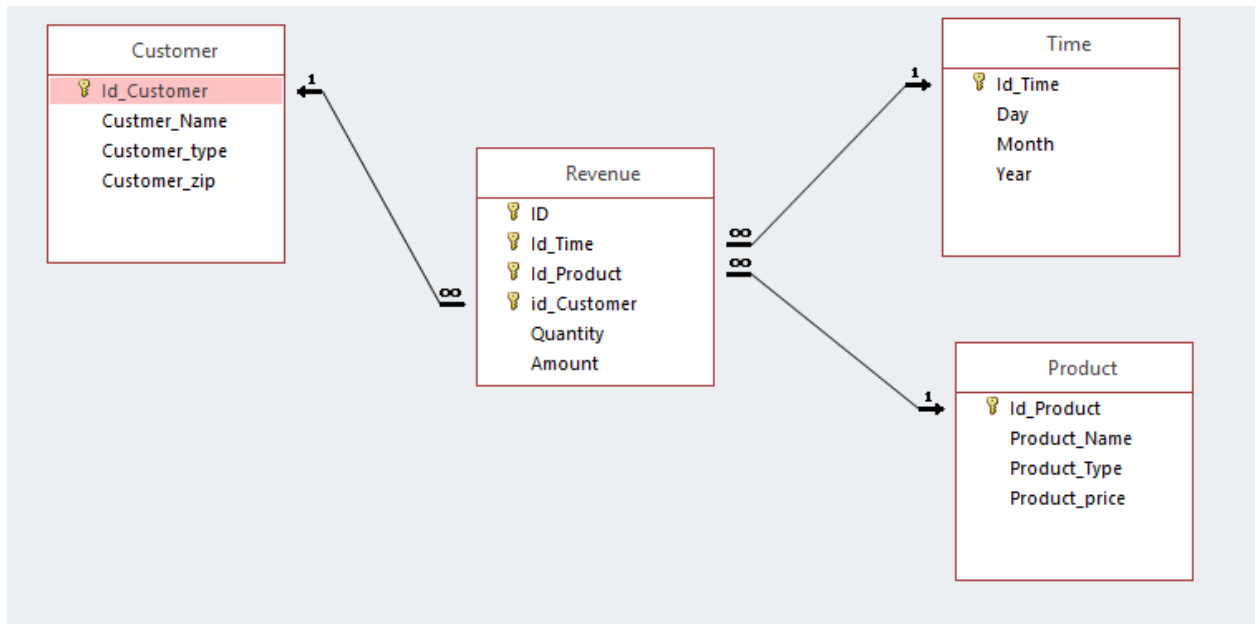 Customer
Id_Customer
Custmer_Name
Customer_type
Customer_zip
1
∞
Revenue
ID
Id_Time
Id_Product
id_Customer
Quantity
Amount
∞
∞
1
Time
Id_Time
Day
Month
Year
1
Product
Id_Product
Product_Name
Product_Type
Product_price